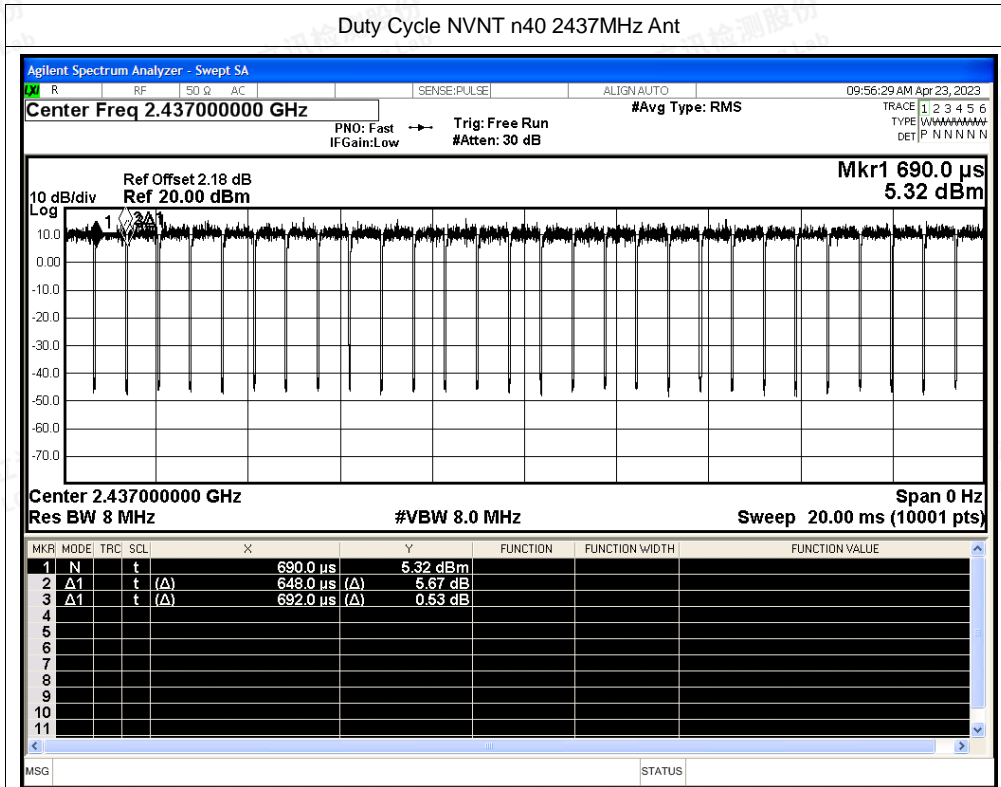 Duty Cycle NVNT n40 2437MHz Ant
Agilent Spectrum Analyzer - Swept SA
LXI R RF 50 Ω AC SENSE:PULSE ALIGN AUTO 09:56:29 AM Apr 23, 2023
Center Freq 2.437000000 GHz #Avg Type: RMS TRACE 1 2 3 4 5 6
PNO: Fast Trig: Free Run TYPE WWWWWW
IFGain:Low #Atten: 30 dB DET P N N N N N
Mkr1 690.0 µs
Ref Offset 2.18 dB
10 dB/div Ref 20.00 dBm 5.32 dBm
Log
1 2 3Δ1
10.0
0.00
-10.0
-20.0
-30.0
-40.0
-50.0
-60.0
-70.0
Center 2.437000000 GHz Span 0 Hz
Res BW 8 MHz #VBW 8.0 MHz Sweep 20.00 ms (10001 pts)
MKR MODE TRC SCL X Y FUNCTION FUNCTION WIDTH FUNCTION VALUE
1 N t 690.0 µs 5.32 dBm
2 Δ1 t (Δ) 648.0 µs (Δ) 5.67 dB
3 Δ1 t (Δ) 692.0 µs (Δ) 0.53 dB
4
5
6
7
8
9
10
11
MSG STATUS